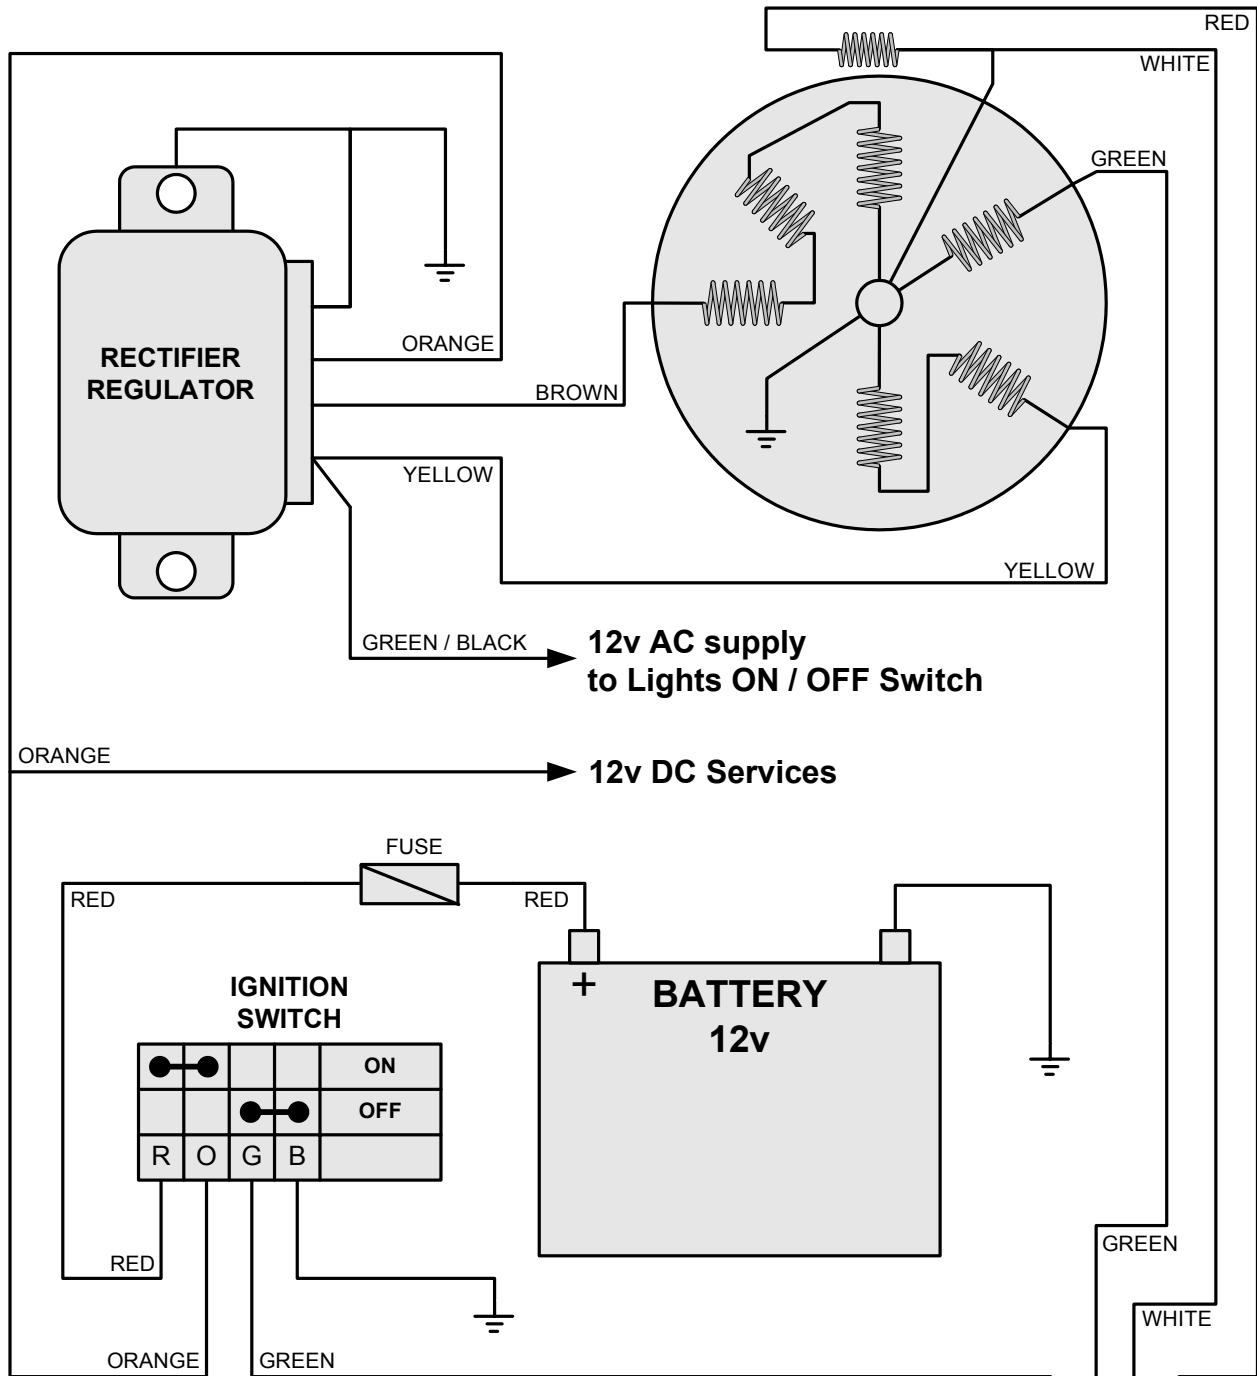 RED
WHITE
GREEN
ORANGE
RECTIFIER
REGULATOR
BROWN
YELLOW
YELLOW
GREEN / BLACK
12v AC supply
to Lights ON / OFF Switch
ORANGE
12v DC Services
FUSE
RED
RED
IGNITION
SWITCH
+
BATTERY
12v
ON
OFF
R O G B
RED
GREEN
WHITE
ORANGE
GREEN